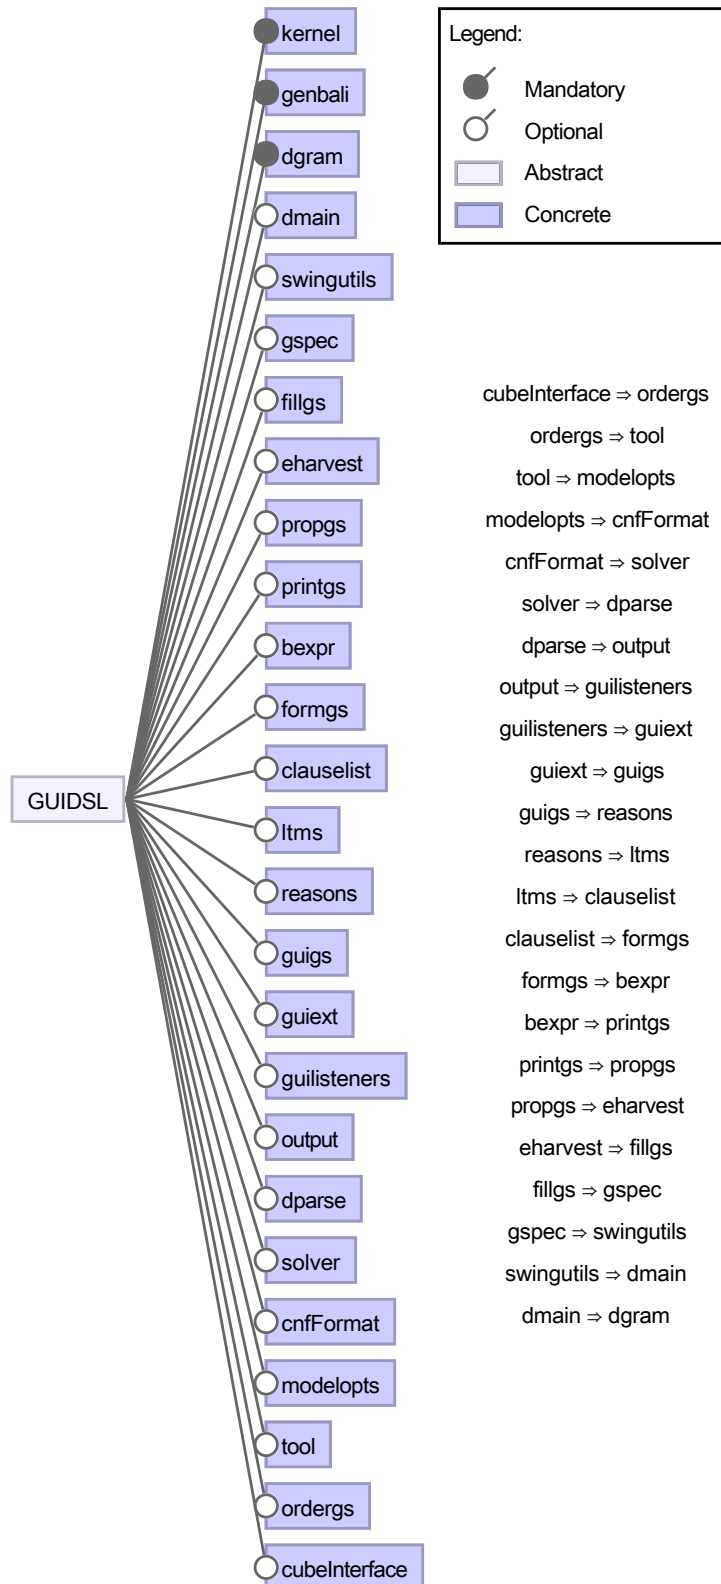 kernel
genbali
dgram
dmain
swingutils
gspec
fillgs
eharvest
propgs
printgs
bexpr
formgs
clauselist
GUIDSL
ltms
reasons
guigs
guiext
guilisteners
output
dparse
solver
cnfFormat
modelopts
tool
ordergs
cubeInterface
Legend:
Mandatory
Optional
Abstract
Concrete
cubeInterface ⇒ ordergs
ordergs ⇒ tool
tool ⇒ modelopts
modelopts ⇒ cnfFormat
cnfFormat ⇒ solver
solver ⇒ dparse
dparse ⇒ output
output ⇒ guilisteners
guilisteners ⇒ guiext
guiext ⇒ guigs
guigs ⇒ reasons
reasons ⇒ ltms
ltms ⇒ clauselist
clauselist ⇒ formgs
formgs ⇒ bexpr
bexpr ⇒ printgs
printgs ⇒ propgs
propgs ⇒ eharvest
eharvest ⇒ fillgs
fillgs ⇒ gspec
gspec ⇒ swingutils
swingutils ⇒ dmain
dmain ⇒ dgram